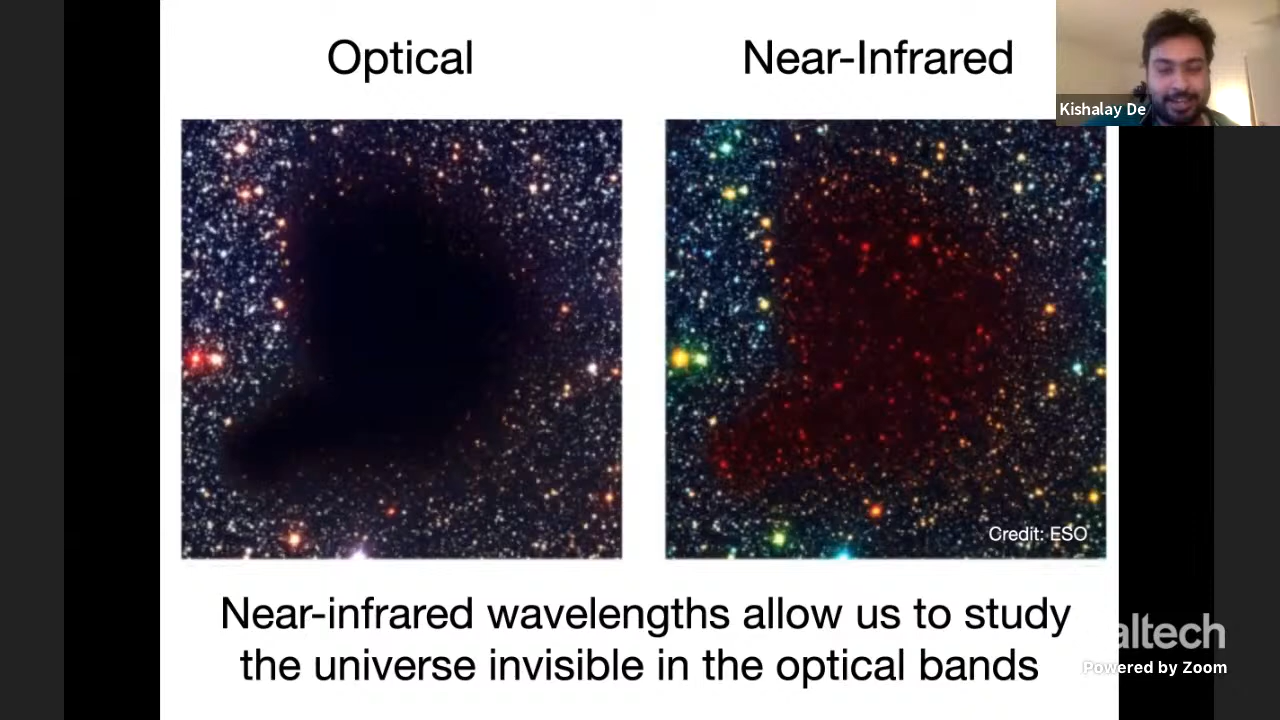 Optical
Near-Infrared
Kishalay De
Credit: ESO
Near-infrared wavelengths allow us to study
the universe invisible in the optical bands
altech
Powered by Zoom